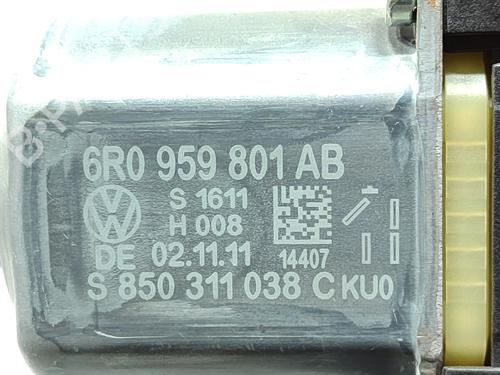 6R0 959 801 AB
S 1611
H 008
DE 02.11.11
14407
S 850 311 038 C KU0